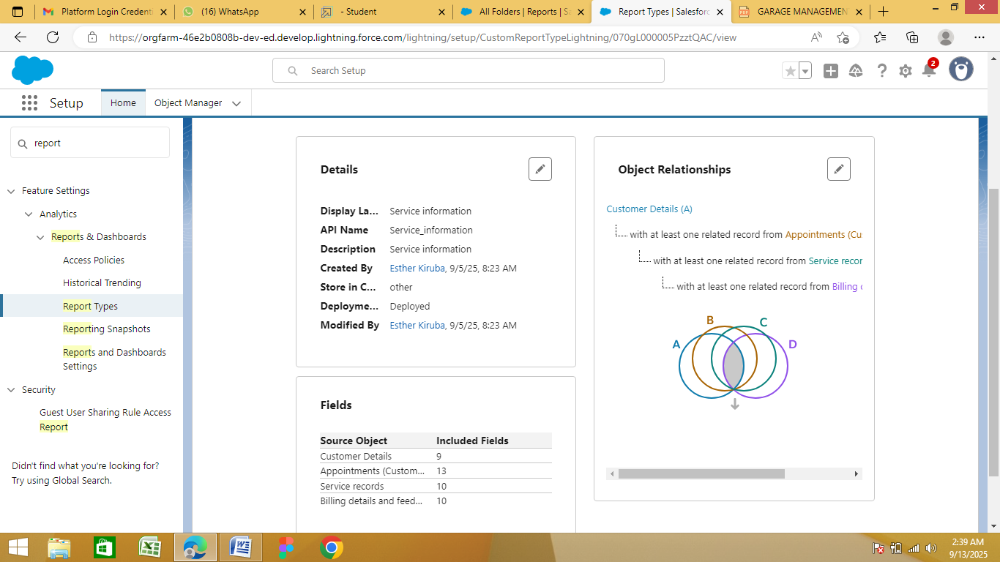 Platform Login Credenti
(16) WhatsApp
- Student
All Folders | Reports | Sa
Report Types | Salesforc
GARAGE MANAGEMEN
https://orgfarm-46e2b0808b-dev-ed.develop.lightning.force.com/lightning/setup/CustomReportTypeLightning/070gL000005PzztQAC/view
Search Setup
2
Setup
Home
Object Manager
report
Feature Settings
Analytics
Reports & Dashboards
Access Policies
Historical Trending
Report Types
Reporting Snapshots
Reports and Dashboards
Settings
Security
Guest User Sharing Rule Access
Report
Didn't find what you're looking for?
Try using Global Search.
Details
Display La... Service information
API Name Service_information
Description Service information
Created By Esther Kiruba, 9/5/25, 8:23 AM
Store in C... other
Deployme... Deployed
Modified By Esther Kiruba, 9/5/25, 8:23 AM
Fields
Source Object Included Fields
Customer Details 9
Appointments (Custom... 13
Service records 10
Billing details and feed... 10
Object Relationships
Customer Details (A)
with at least one related record from Appointments (Cus
with at least one related record from Service recor
with at least one related record from Billing d
A
B
C
D
2:39 AM
9/13/2025